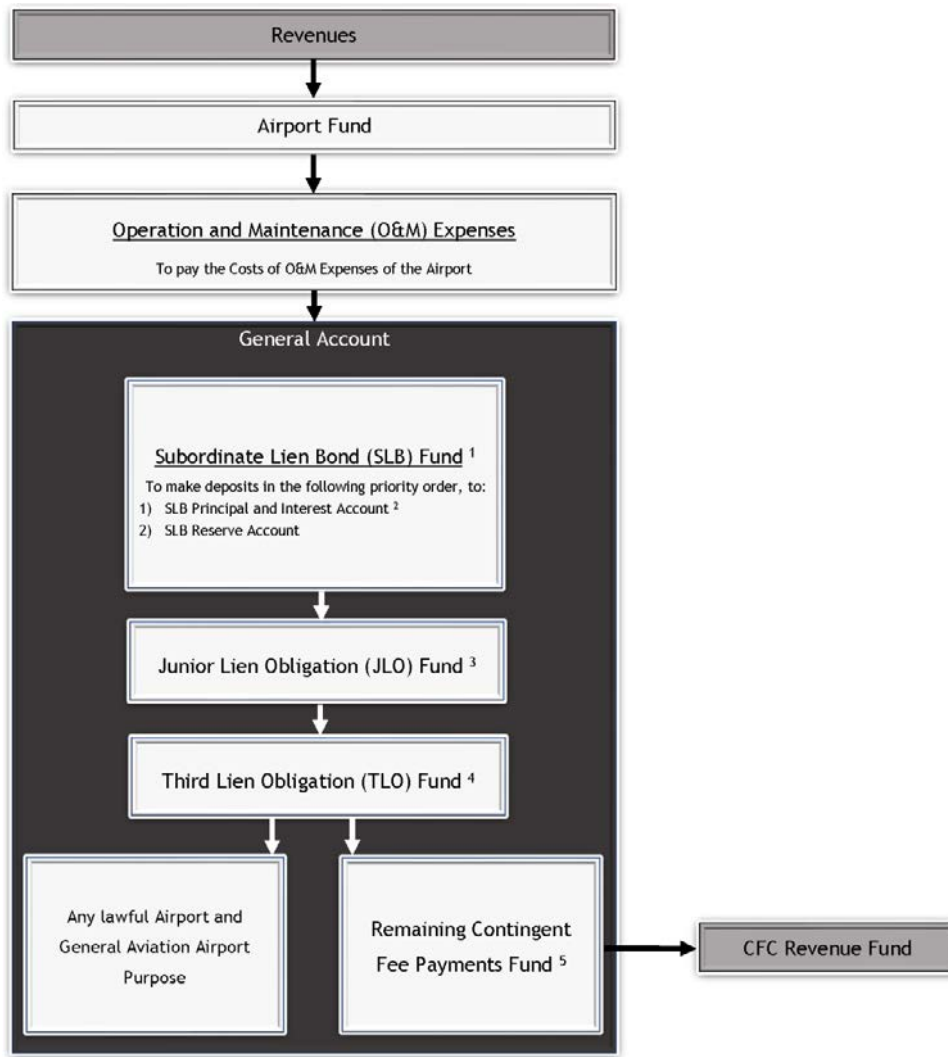 Revenues
Airport Fund
Operation and Maintenance (O&M) Expenses
To pay the Costs of O&M Expenses of the Airport
General Account
Subordinate Lien Bond (SLB) Fund ¹
To make deposits in the following priority order, to:
1) SLB Principal and Interest Account ²
2) SLB Reserve Account
Junior Lien Obligation (JLO) Fund ³
Third Lien Obligation (TLO) Fund ⁴
Any lawful Airport and
General Aviation Airport
Purpose
Remaining Contingent
Fee Payments Fund ⁵
CFC Revenue Fund